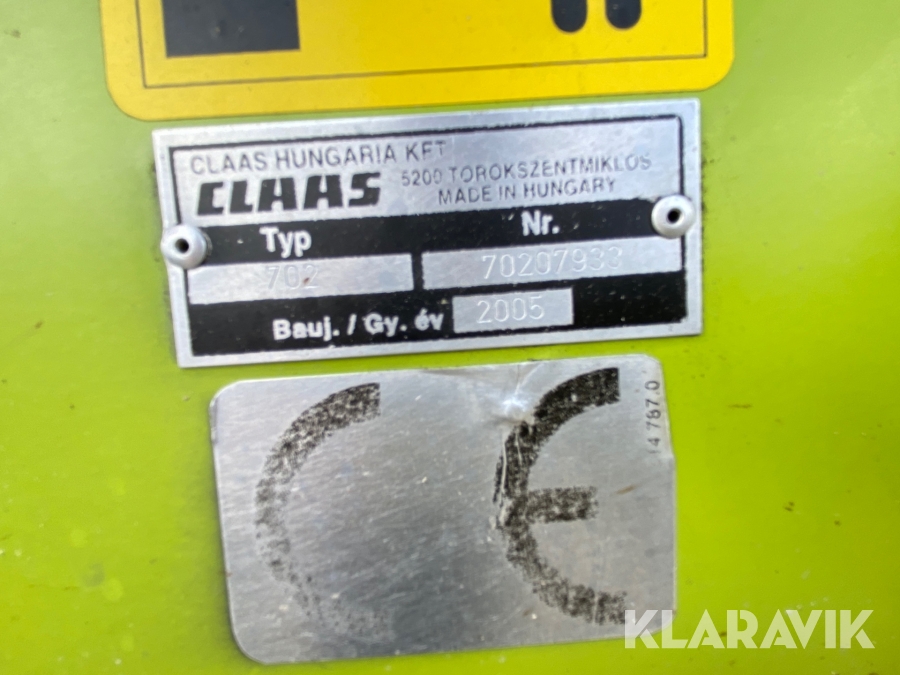 CLAAS HUNGARIA KFT
5200 TOROKSZENTMIKLOS
CLAAS
MADE IN HUNGARY
Typ Nr.
702 70207933
Bauj. / Gy. év 2005
CE
14 787.0
KLARAVIK